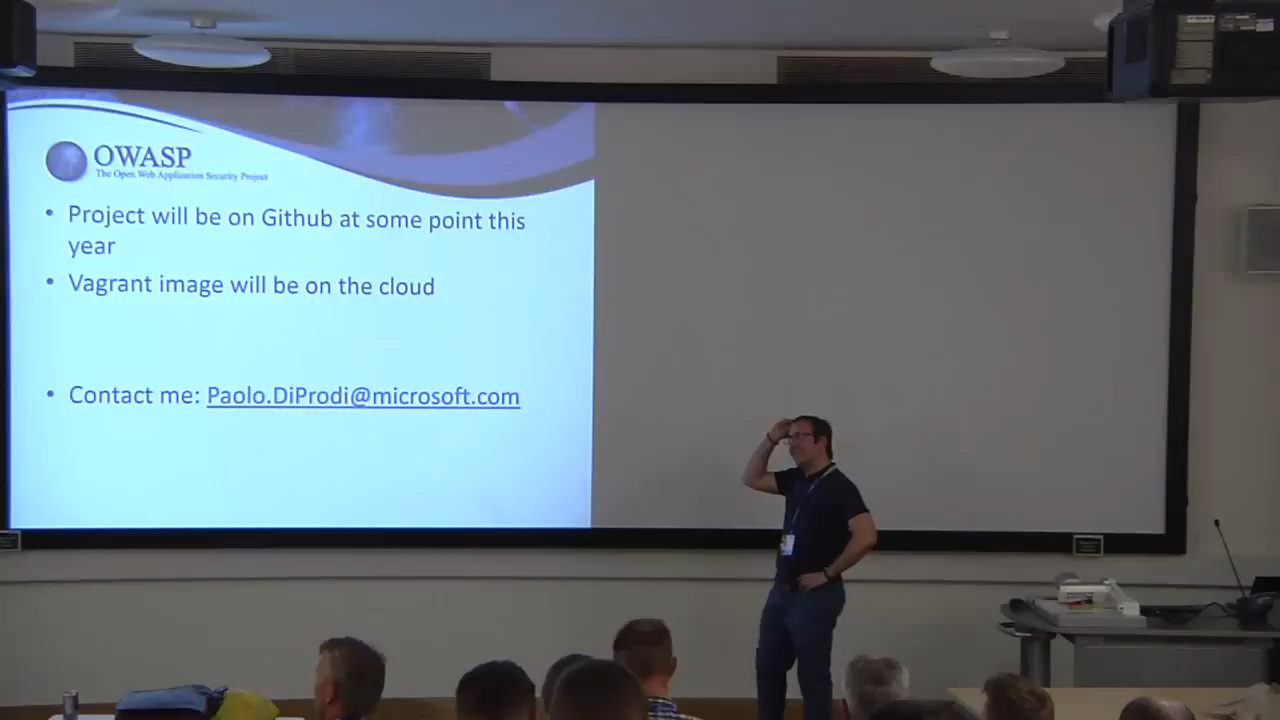 OWASP
The Open Web Application Security Project
• Project will be on Github at some point this
year
• Vagrant image will be on the cloud
• Contact me: Paolo.DiProdi@microsoft.com